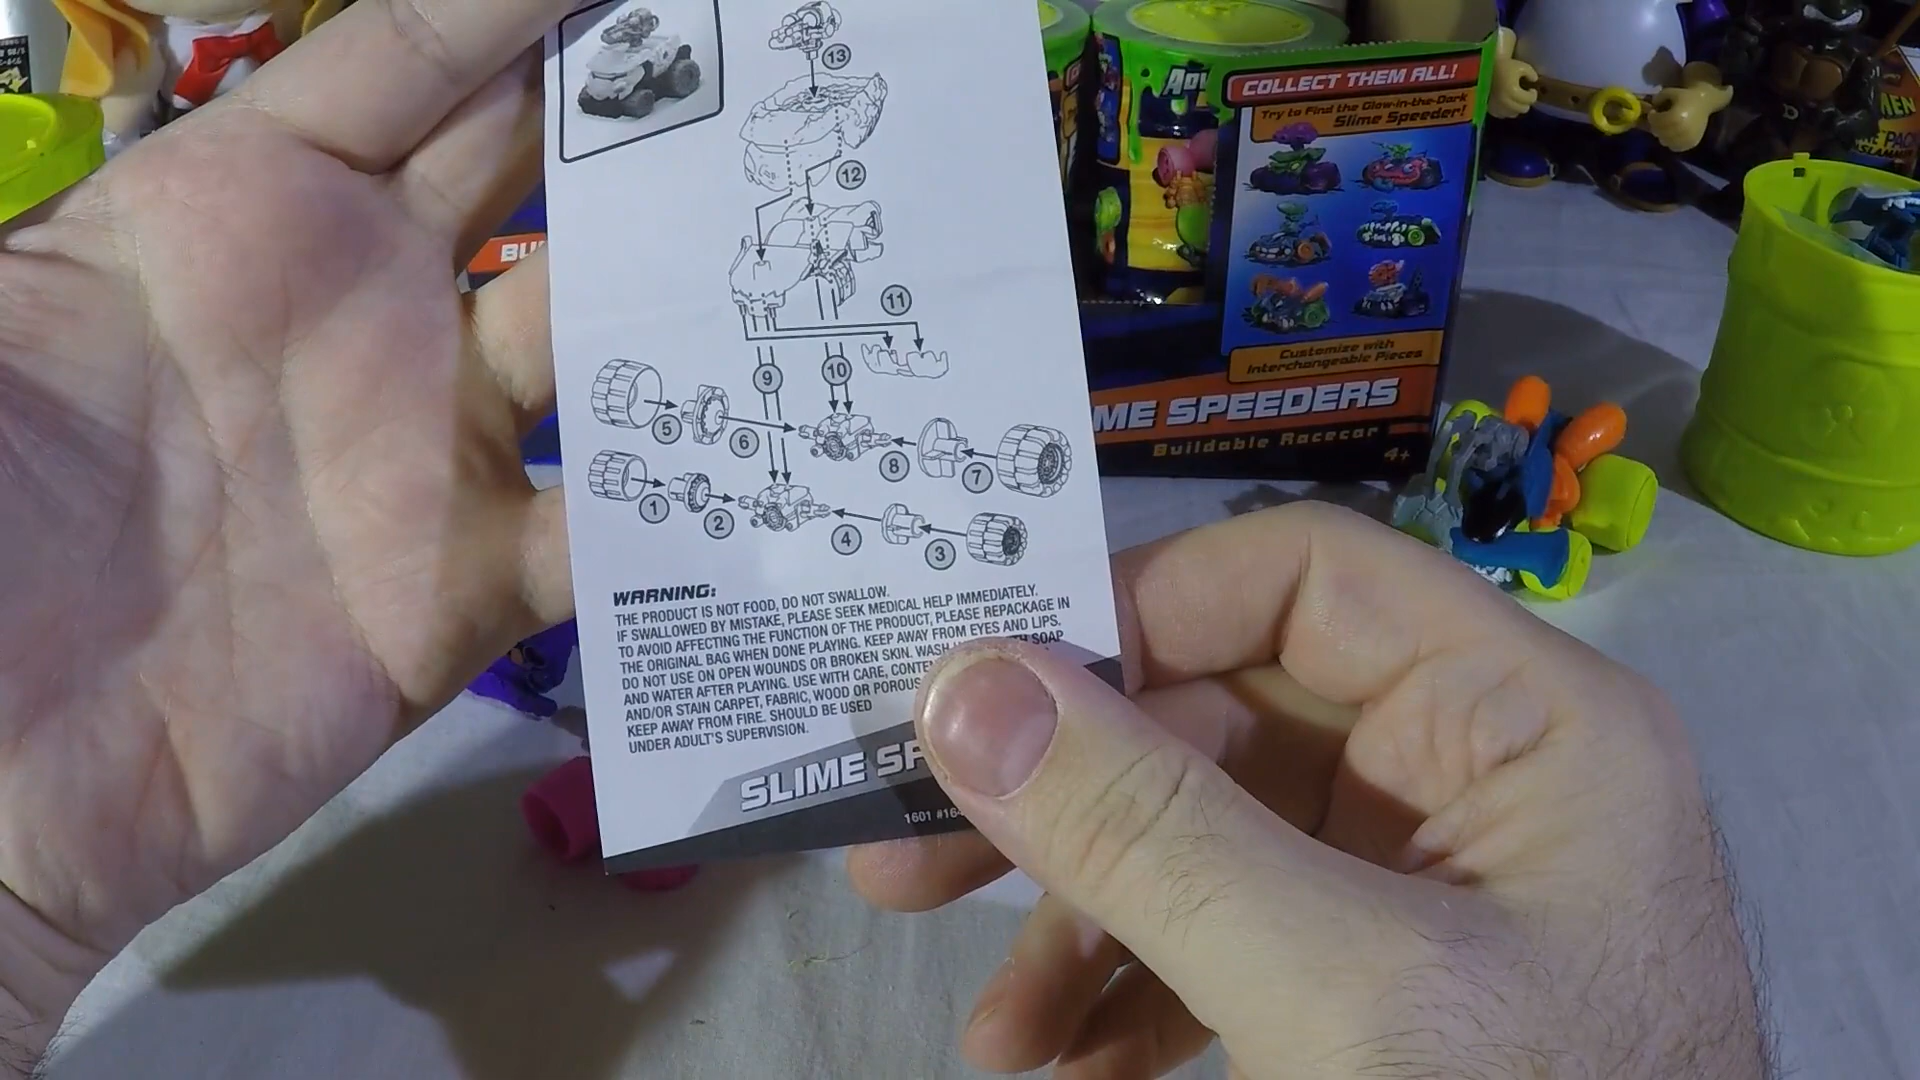 13
12
11
9
10
5
6
8
7
1
2
4
3
WARNING:
THE PRODUCT IS NOT FOOD, DO NOT SWALLOW.
IF SWALLOWED BY MISTAKE, PLEASE SEEK MEDICAL HELP IMMEDIATELY.
TO AVOID AFFECTING THE FUNCTION OF THE PRODUCT, PLEASE REPACKAGE IN
THE ORIGINAL BAG WHEN DONE PLAYING. KEEP AWAY FROM EYES AND LIPS.
DO NOT USE ON OPEN WOUNDS OR BROKEN SKIN. WASH SOAP
AND WATER AFTER PLAYING. USE WITH CARE,
AND/OR STAIN CARPET, FABRIC, WOOD OR POROUS
KEEP AWAY FROM FIRE. SHOULD BE USED
UNDER ADULT'S SUPERVISION.
SLIME SP
1601 #16
BU
COLLECT THEM ALL!
Try to Find the Glow-in-the-Dark
Slime Speeder!
Customize with
Interchangeable Pieces
ME SPEEDERS
Buildable Racecar
4+
MEN